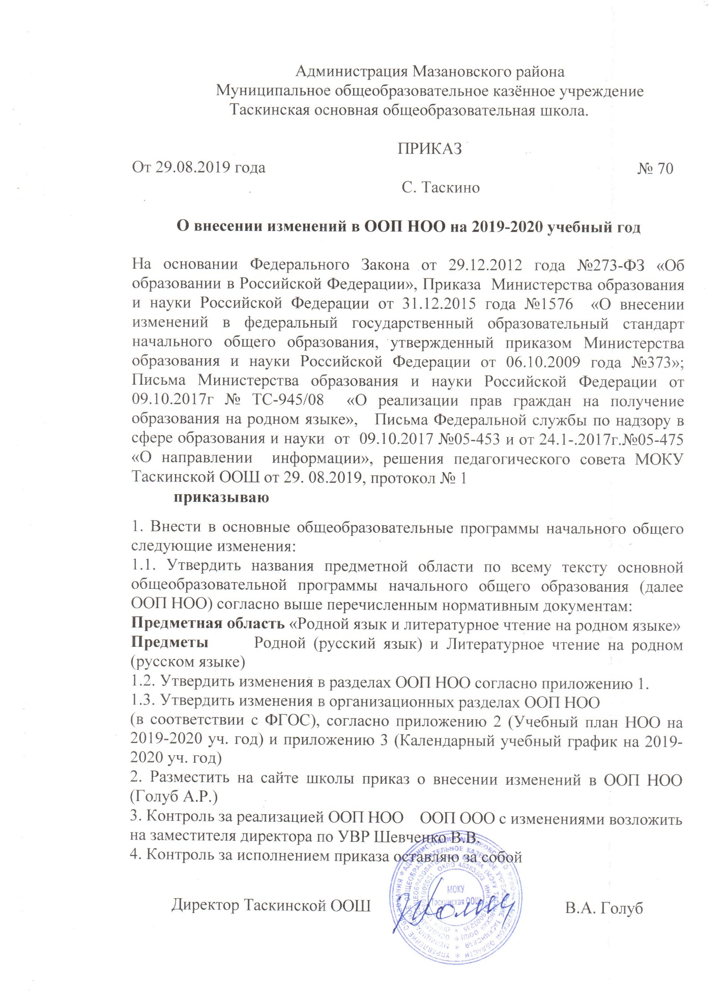 Администрация Мазановского района
Муниципальное общеобразовательное казённое учреждение
Таскинская основная общеобразовательная школа.
ПРИКАЗ
От 29.08.2019 года № 70
С. Таскино
О внесении изменений в ООП НОО на 2019-2020 учебный год
На основании Федерального Закона от 29.12.2012 года №273-ФЗ «Об
образовании в Российской Федерации», Приказа Министерства образования
и науки Российской Федерации от 31.12.2015 года №1576 «О внесении
изменений в федеральный государственный образовательный стандарт
начального общего образования, утвержденный приказом Министерства
образования и науки Российской Федерации от 06.10.2009 года №373»;
Письма Министерства образования и науки Российской Федерации от
09.10.2017г № ТС-945/08 «О реализации прав граждан на получение
образования на родном языке», Письма Федеральной службы по надзору в
сфере образования и науки от 09.10.2017 №05-453 и от 24.1-.2017г.№05-475
«О направлении информации», решения педагогического совета МОКУ
Таскинской ООШ от 29. 08.2019, протокол № 1
приказываю
1. Внести в основные общеобразовательные программы начального общего
следующие изменения:
1.1. Утвердить названия предметной области по всему тексту основной
общеобразовательной программы начального общего образования (далее
ООП НОО) согласно выше перечисленным нормативным документам:
Предметная область «Родной язык и литературное чтение на родном языке»
Предметы Родной (русский язык) и Литературное чтение на родном
(русском языке)
1.2. Утвердить изменения в разделах ООП НОО согласно приложению 1.
1.3. Утвердить изменения в организационных разделах ООП НОО
(в соответствии с ФГОС), согласно приложению 2 (Учебный план НОО на
2019-2020 уч. год) и приложению 3 (Календарный учебный график на 2019-
2020 уч. год)
2. Разместить на сайте школы приказ о внесении изменений в ООП НОО
(Голуб А.Р.)
3. Контроль за реализацией ООП НОО ООП ООО с изменениями возложить
на заместителя директора по УВР Шевченко В.В.
4. Контроль за исполнением приказа оставляю за собой
МОКУ
Таскинская ООШ
Директор Таскинской ООШ В.А. Голуб